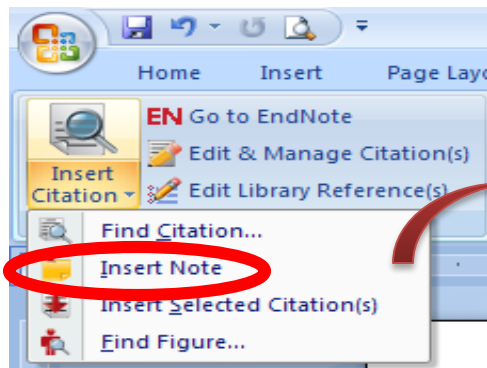 Home Insert Page Layo
EN Go to EndNote
Edit & Manage Citation(s)
Insert
Citation
Edit Library Reference(s)
Find Citation...
Insert Note
Insert Selected Citation(s)
Find Figure...